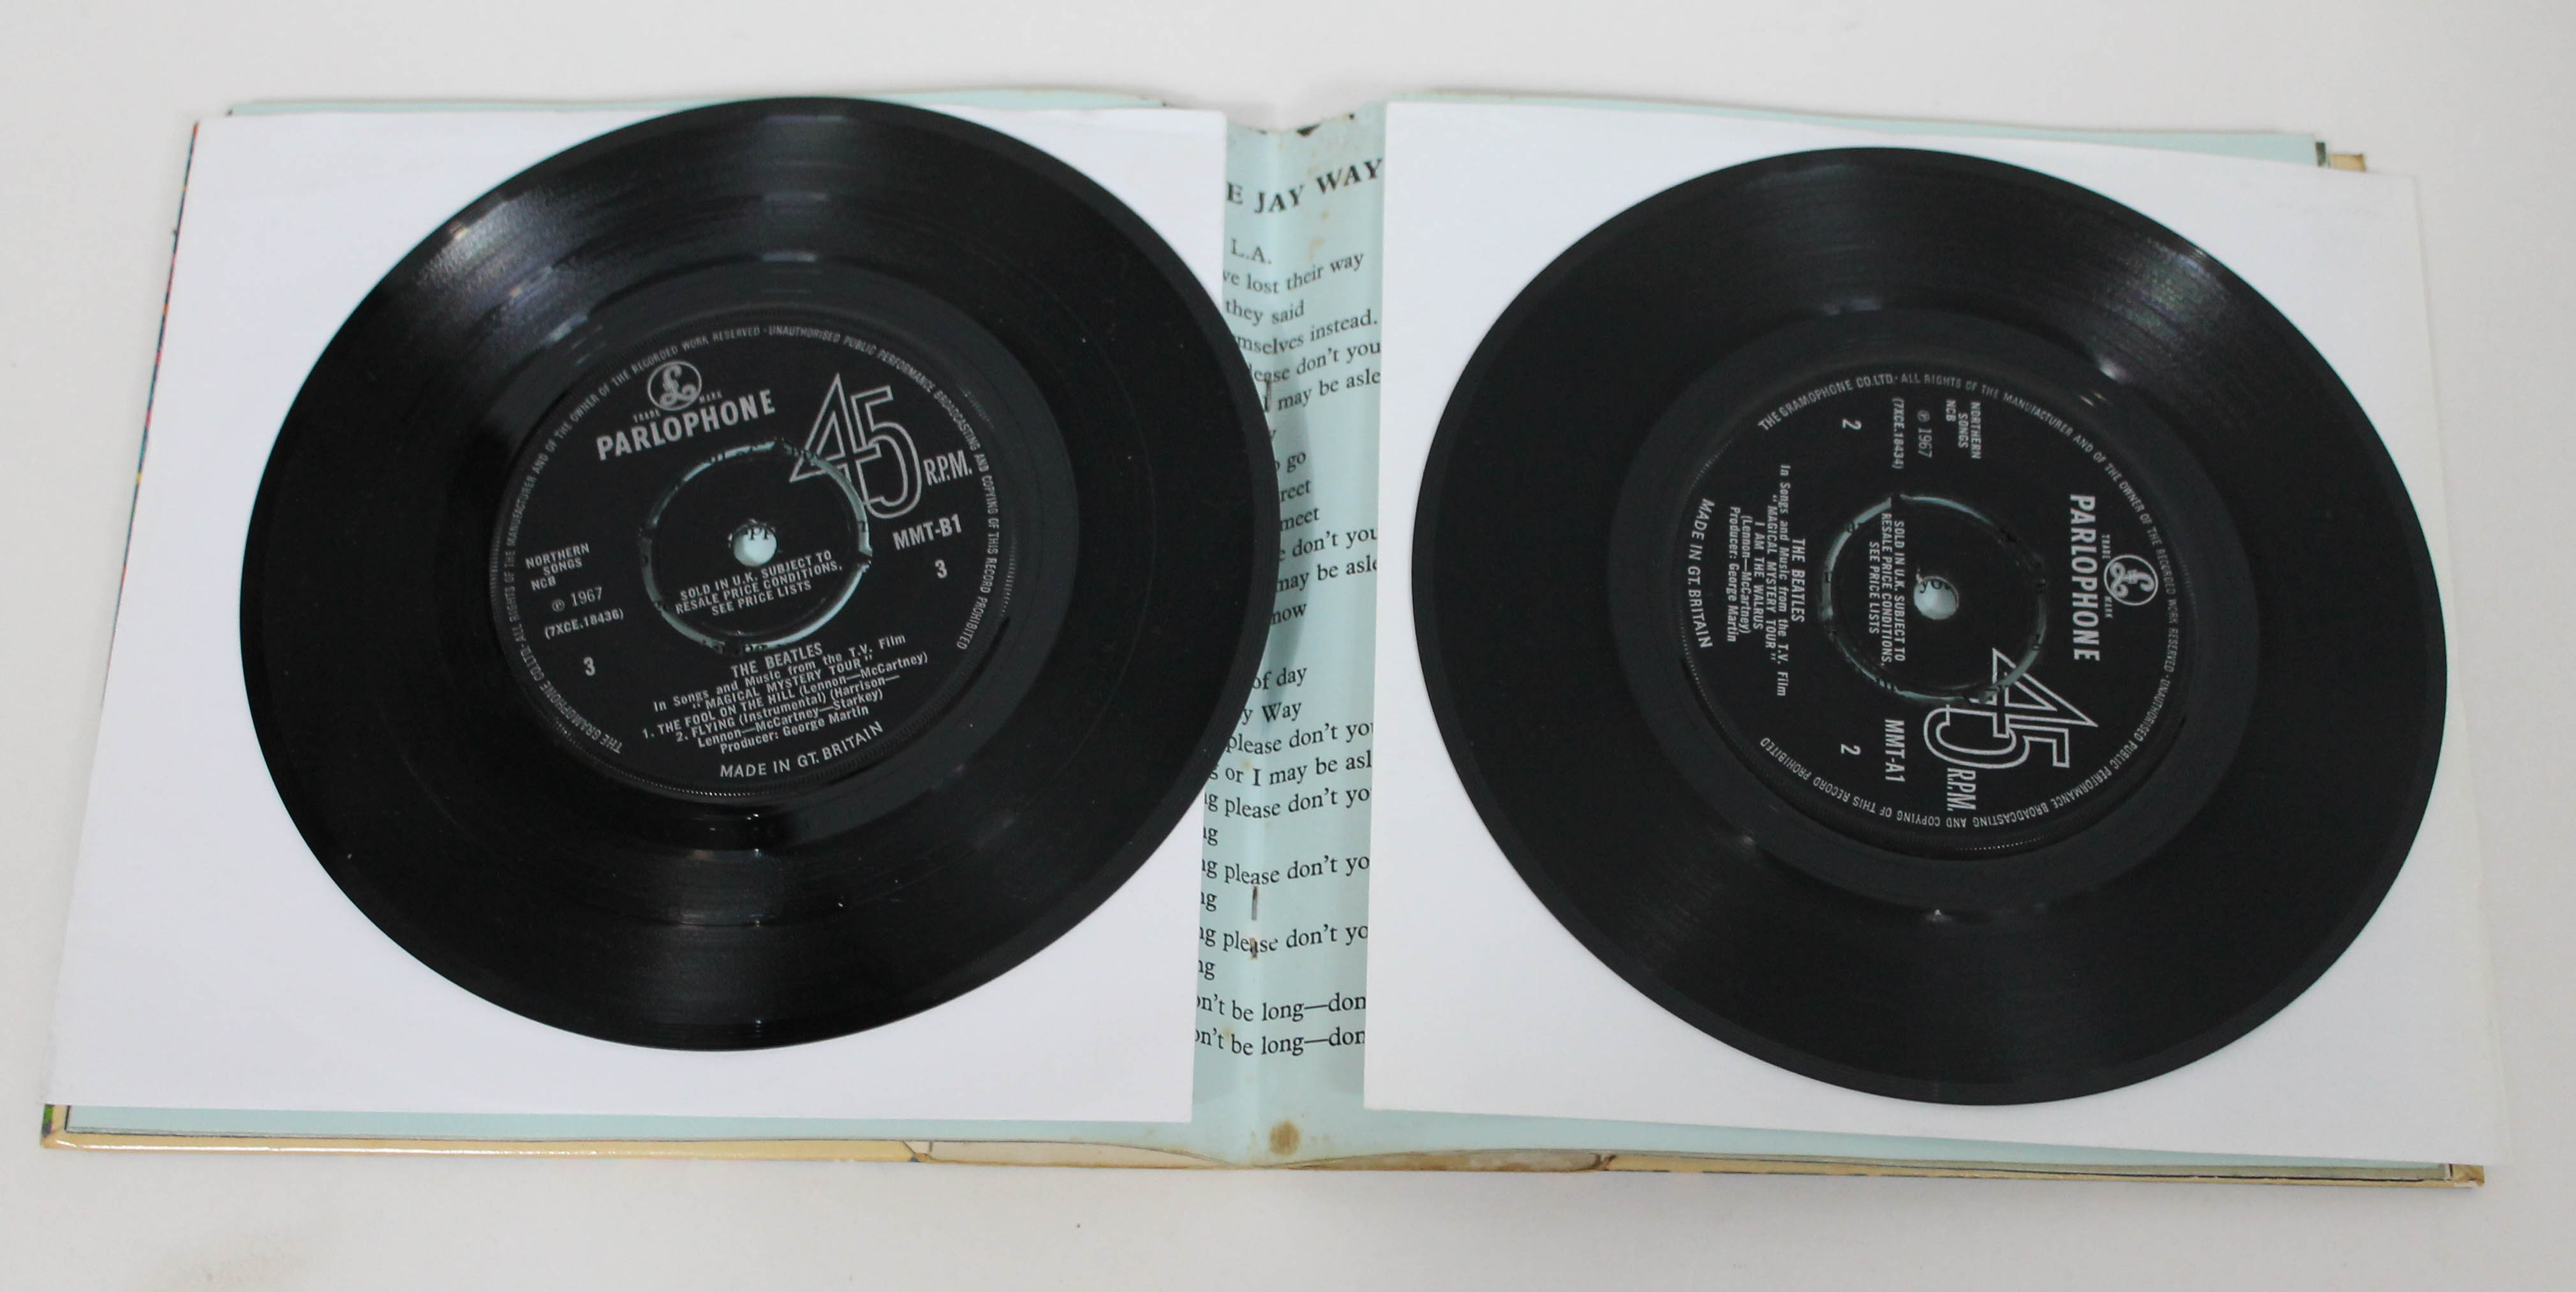 THE GRAMOPHONE CO.LTD · ALL RIGHTS OF THE MANUFACTURER AND OF THE OWNER OF THE RECORDED WORK RESERVED · UNAUTHORISED PUBLIC PERFORMANCE BROADCASTING AND COPYING OF THIS RECORD PROHIBITED
£
TRADE MARK
PARLOPHONE
45
R.P.M.
MMT-B1
3
NORTHERN
SONGS
NCB
℗ 1967
(7XCE.18436)
3
SOLD IN U.K. SUBJECT TO
RESALE PRICE CONDITIONS,
SEE PRICE LISTS
THE BEATLES
In Songs and Music from the T.V. Film
"MAGICAL MYSTERY TOUR"
1. THE FOOL ON THE HILL (Lennon—McCartney)
2. FLYING (Instrumental) (Harrison—
Lennon—McCartney—Starkey)
Producer: George Martin
MADE IN GT. BRITAIN
E JAY WAY
L.A.
ve lost their way
they said
mselves instead.
lease don't you
I may be asle
y
go
reet
meet
don't you
may be asle
now
of day
y Way
please don't yo
or I may be asl
g please don't yo
g
g please don't yo
g
g please don't yo
g
n't be long—don
n't be long—don
THE GRAMOPHONE CO.LTD · ALL RIGHTS OF THE MANUFACTURER AND OF THE OWNER OF THE RECORDED WORK RESERVED · UNAUTHORISED PUBLIC PERFORMANCE BROADCASTING AND COPYING OF THIS RECORD PROHIBITED
£
TRADE MARK
PARLOPHONE
45
R.P.M.
MMT-A1
2
NORTHERN
SONGS
NCB
℗ 1967
(7XCE.18434)
2
you
SOLD IN U.K. SUBJECT TO
RESALE PRICE CONDITIONS,
SEE PRICE LISTS
THE BEATLES
In Songs and Music from the T.V. Film
"MAGICAL MYSTERY TOUR"
I AM THE WALRUS
(Lennon—McCartney)
Producer: George Martin
MADE IN GT. BRITAIN